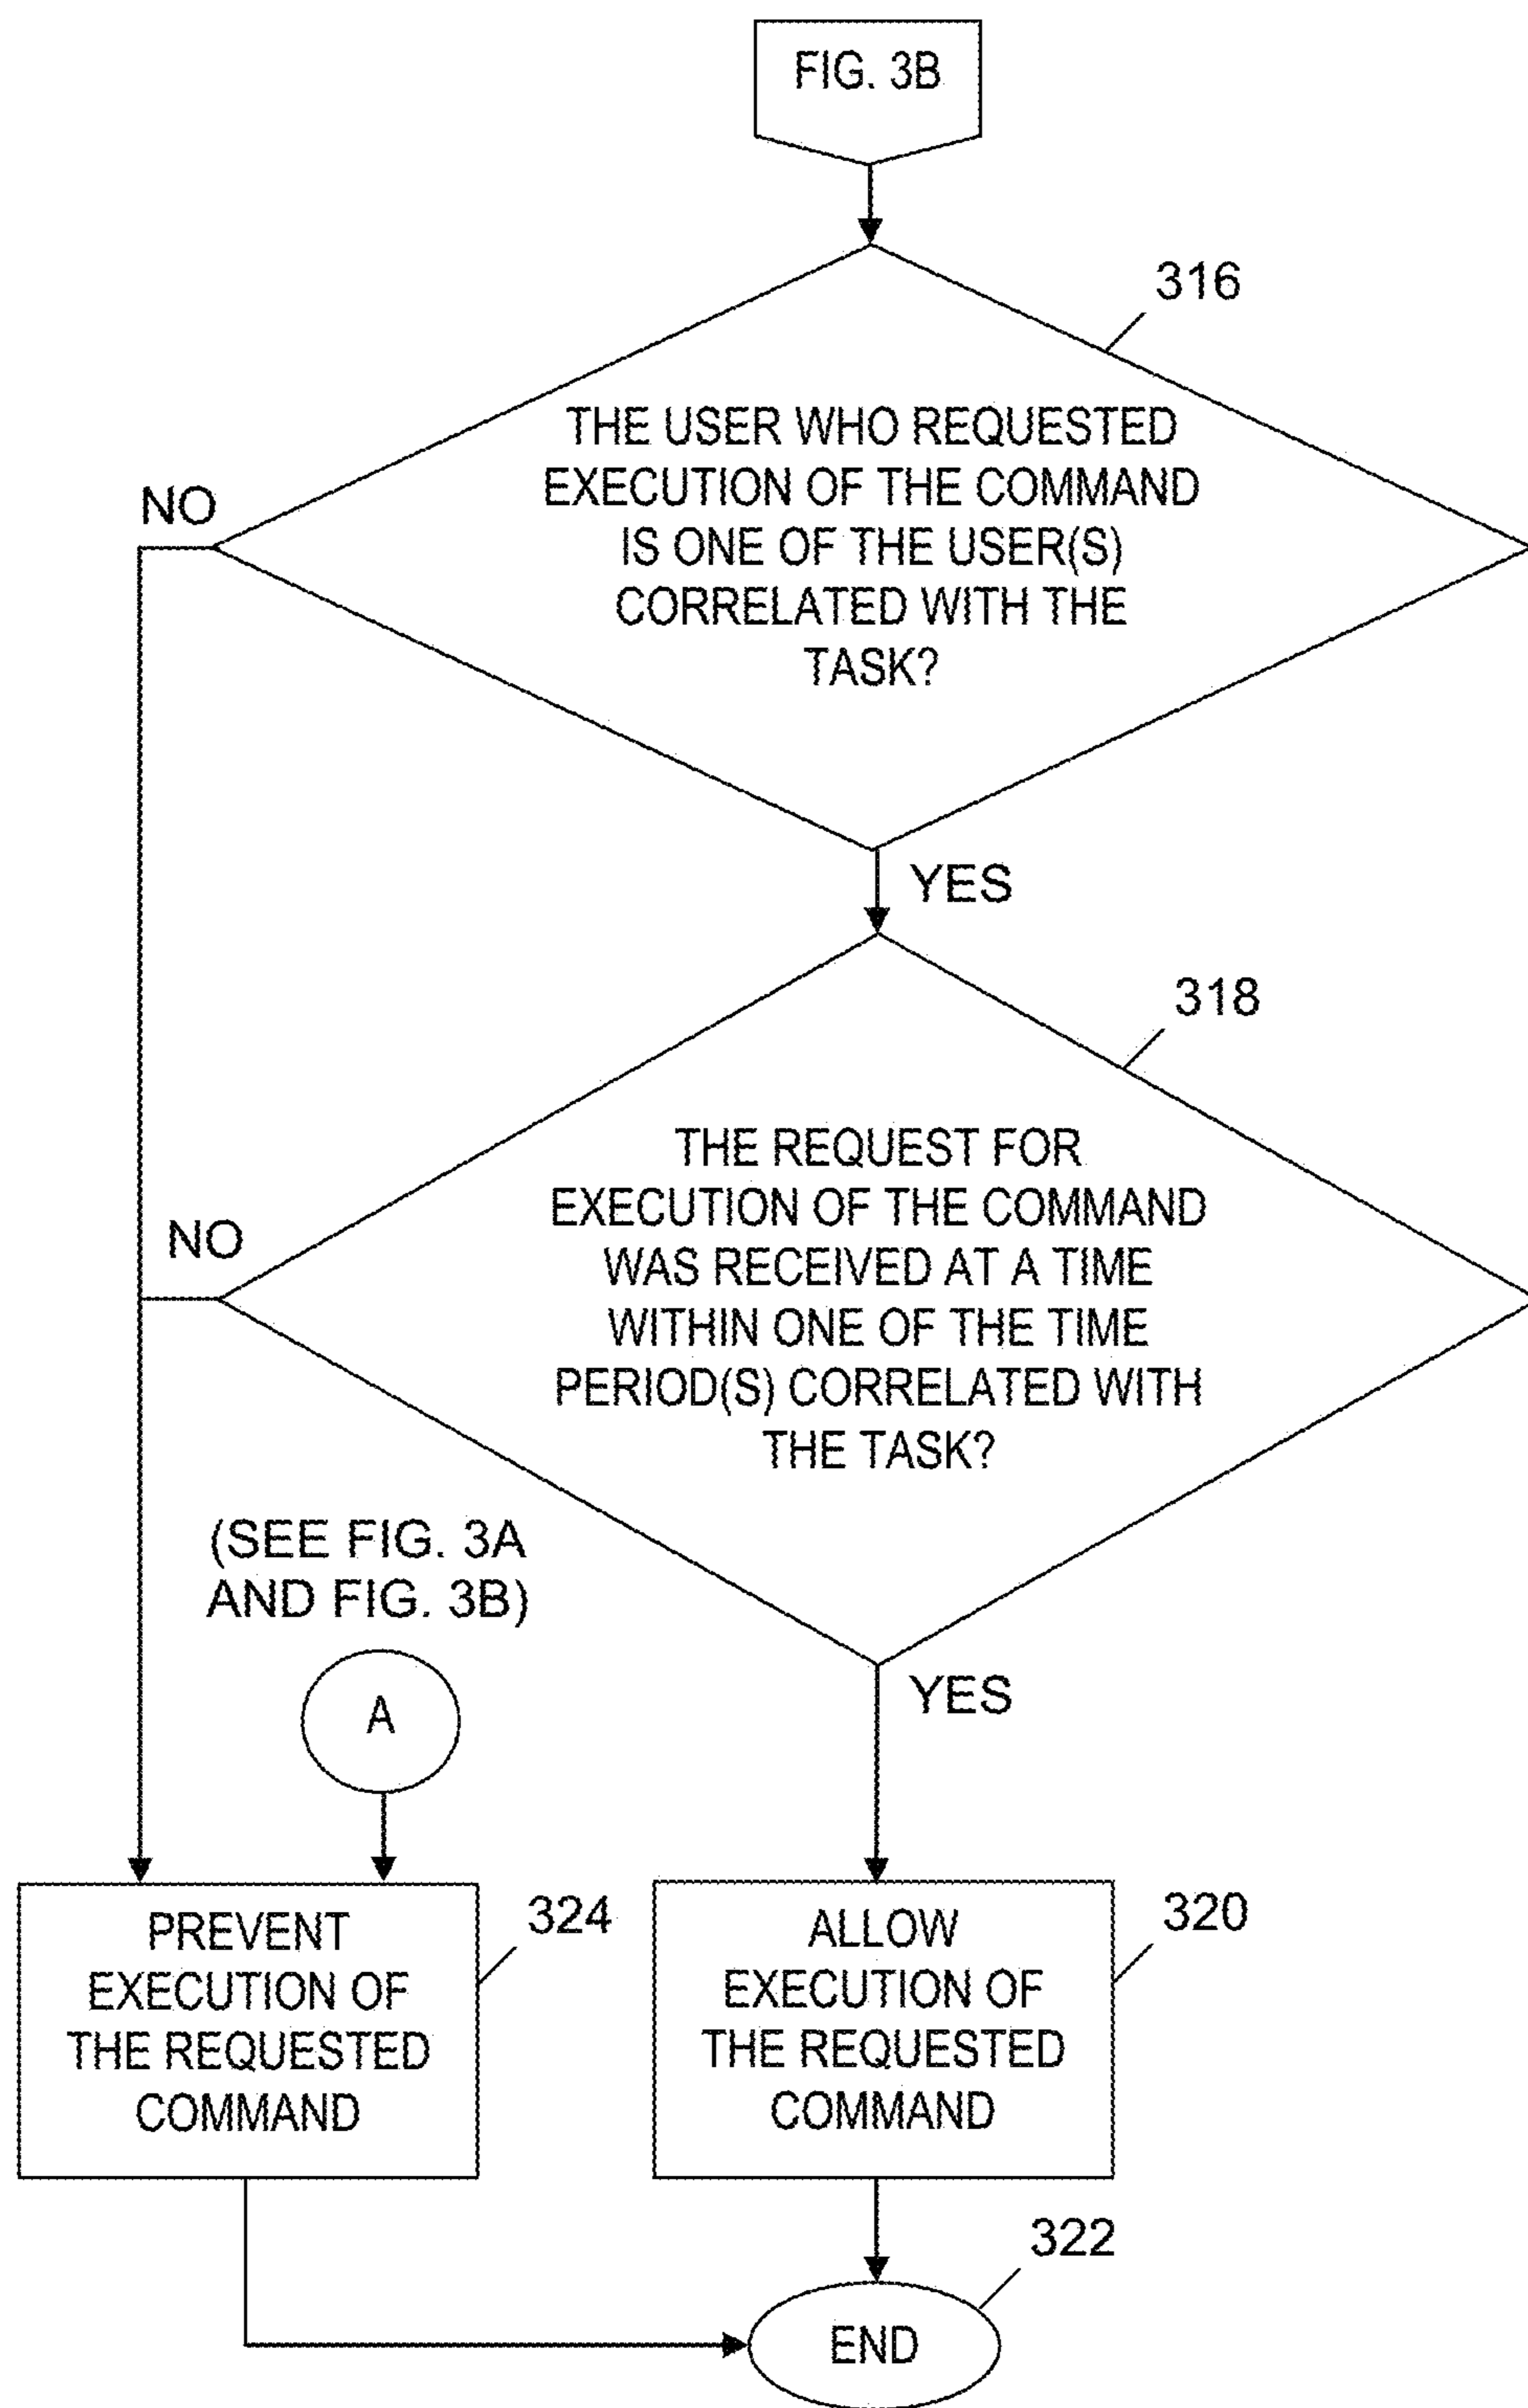 FIG. 3B
316
THE USER WHO REQUESTED
EXECUTION OF THE COMMAND
IS ONE OF THE USER(S)
CORRELATED WITH THE
TASK?
NO
YES
318
THE REQUEST FOR
EXECUTION OF THE COMMAND
WAS RECEIVED AT A TIME
WITHIN ONE OF THE TIME
PERIOD(S) CORRELATED WITH
THE TASK?
NO
(SEE FIG. 3A
AND FIG. 3B)
A
YES
PREVENT
EXECUTION OF
THE REQUESTED
COMMAND
324
ALLOW
EXECUTION OF
THE REQUESTED
COMMAND
320
322
END